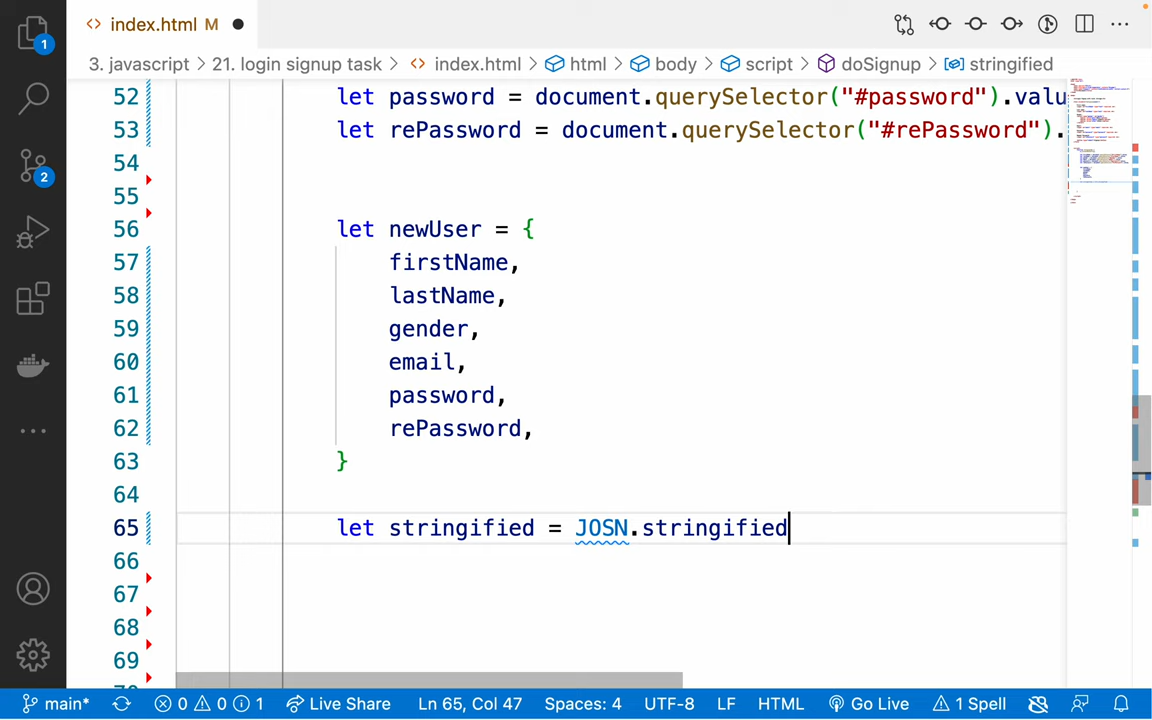 index.html M
1
3. javascript > 21. login signup task > <> index.html > html > body > script > doSignup > stringified
52 let password = document.querySelector("#password").valu
53 let rePassword = document.querySelector("#rePassword").
54
55
56 let newUser = {
57 firstName,
58 lastName,
59 gender,
60 email,
61 password,
62 rePassword,
63 }
64
65 let stringified = JOSN.stringified
66
67
68
69
2
main* 0 0 1 Live Share Ln 65, Col 47 Spaces: 4 UTF-8 LF HTML Go Live 1 Spell